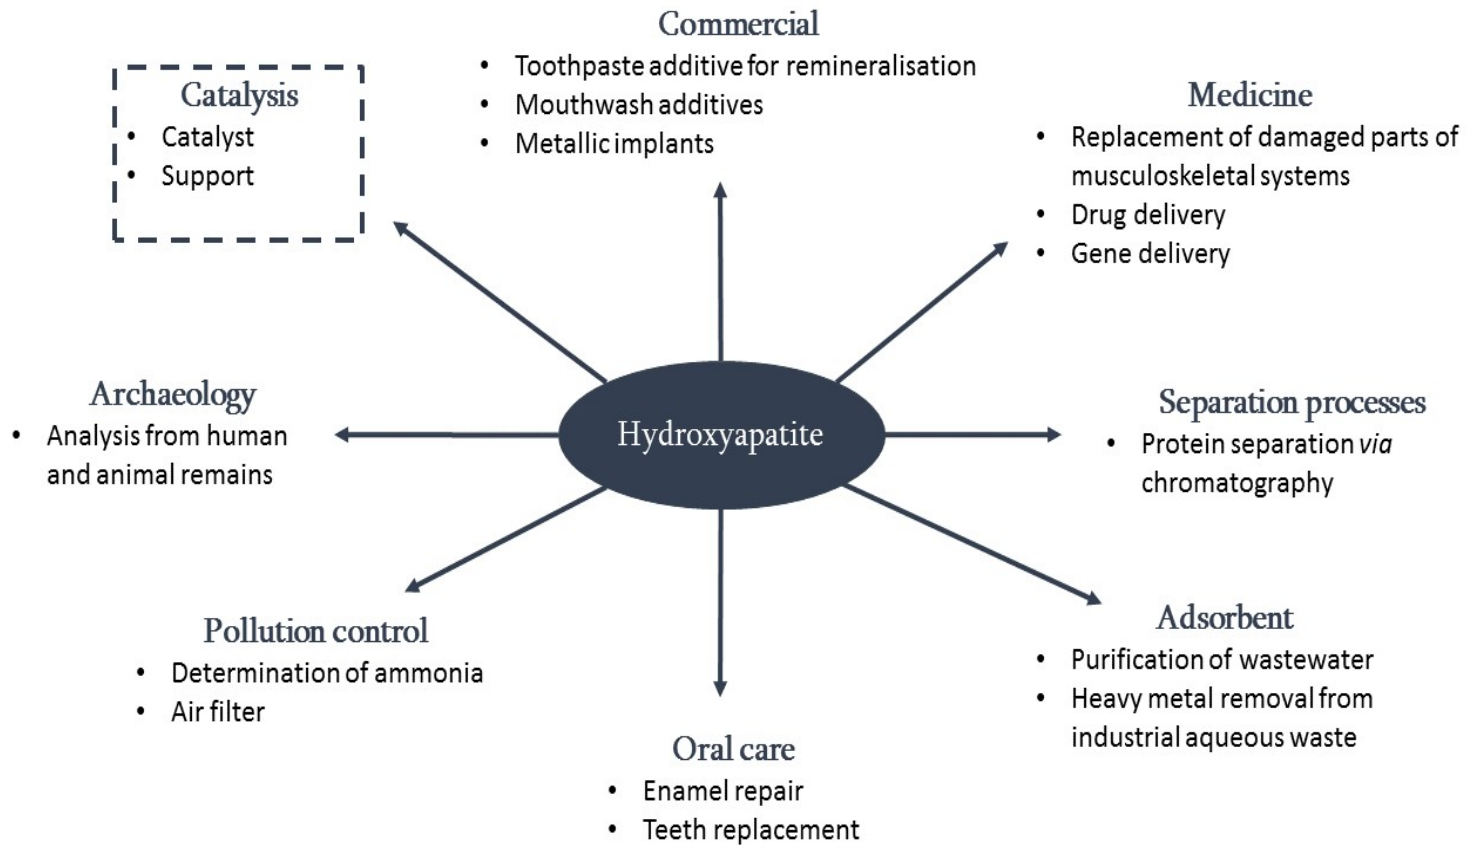 Commercial
• Toothpaste additive for remineralisation
• Mouthwash additives
• Metallic implants
Catalysis
• Catalyst
• Support
Medicine
• Replacement of damaged parts of
musculoskeletal systems
• Drug delivery
• Gene delivery
Archaeology
• Analysis from human
and animal remains
Hydroxyapatite
Separation processes
• Protein separation via
chromatography
Pollution control
• Determination of ammonia
• Air filter
Adsorbent
• Purification of wastewater
• Heavy metal removal from
industrial aqueous waste
Oral care
• Enamel repair
• Teeth replacement